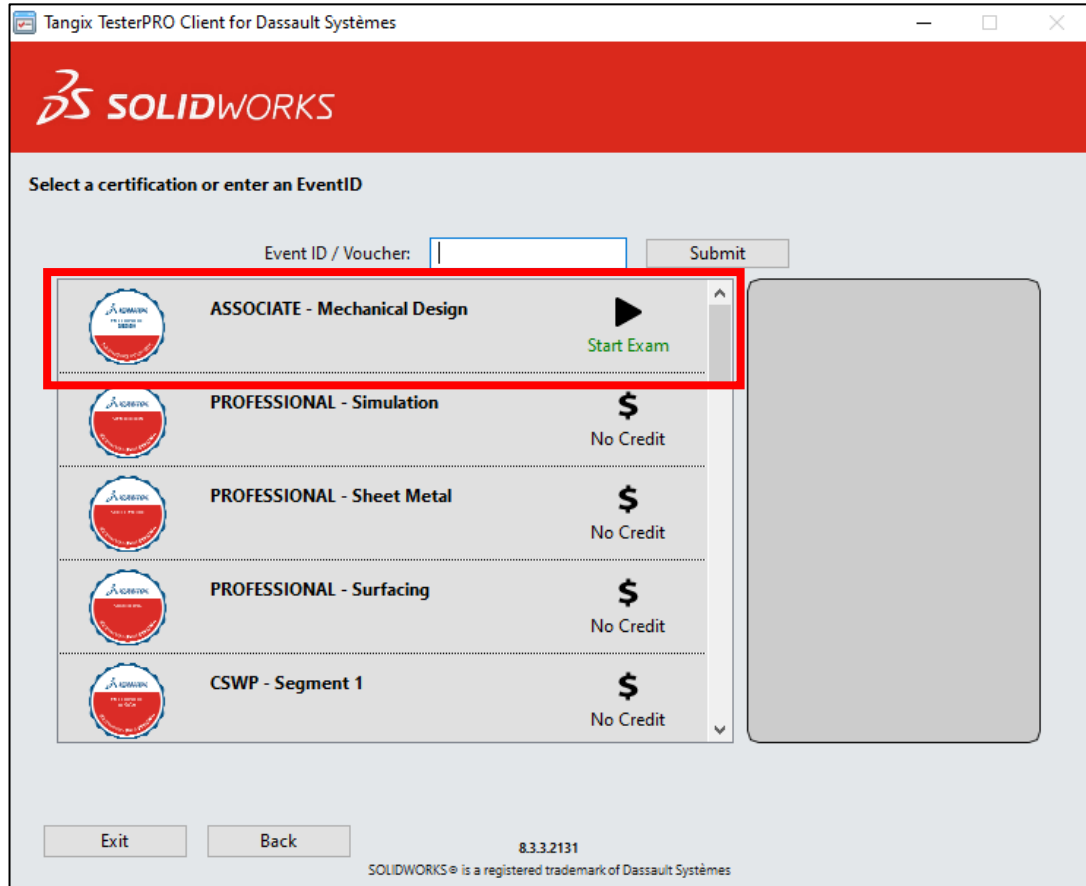 Tangix TesterPRO Client for Dassault Systèmes
3S SOLIDWORKS
Select a certification or enter an EventID
Event ID / Voucher:
Submit
ASSOCIATE - Mechanical Design
Start Exam
PROFESSIONAL - Simulation
$
No Credit
PROFESSIONAL - Sheet Metal
$
No Credit
PROFESSIONAL - Surfacing
$
No Credit
CSWP - Segment 1
$
No Credit
Exit
Back
8.3.3.2131
SOLIDWORKS® is a registered trademark of Dassault Systèmes